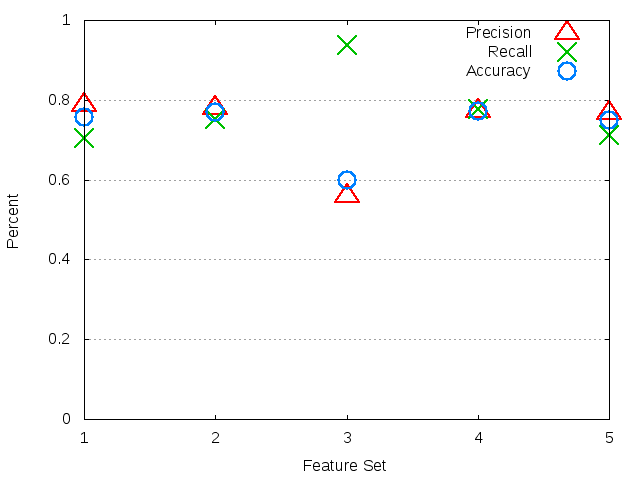 1
Precision
Recall
Accuracy
0.8
0.6
0.4
0.2
0
1 2 3 4 5
Percent
Feature Set